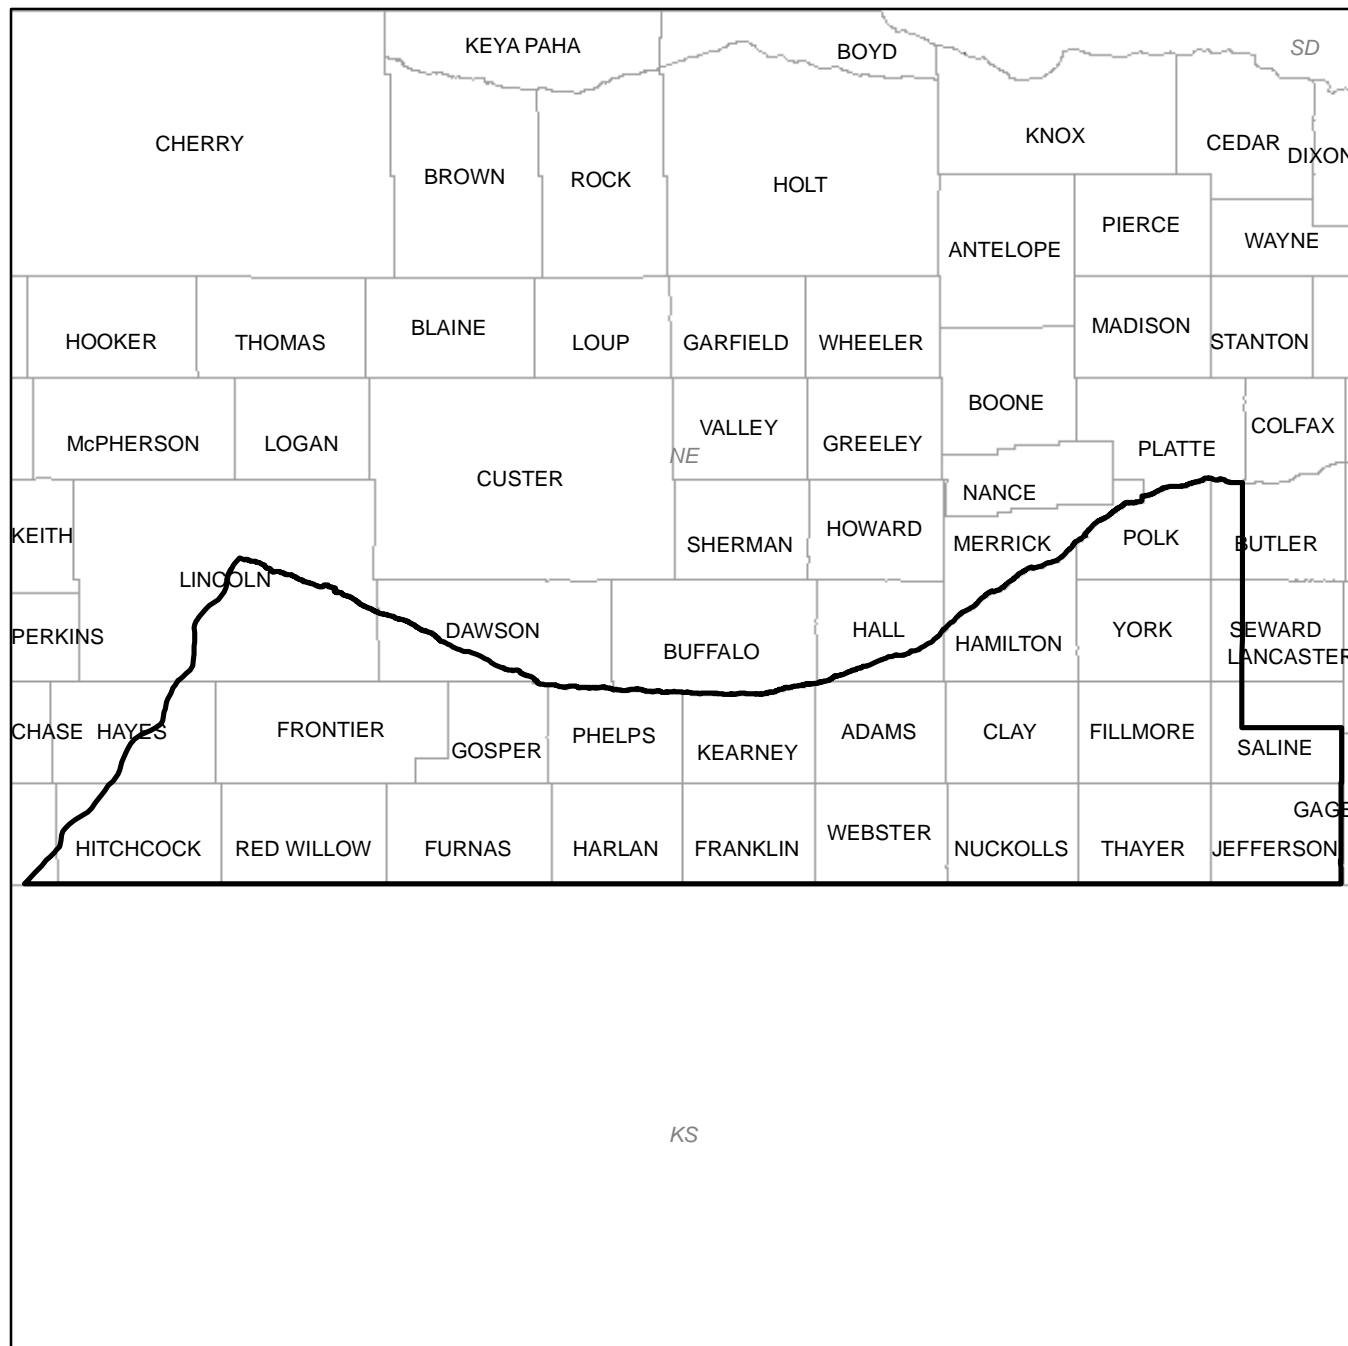 KEYA PAHA
BOYD
SD
CHERRY
KNOX
CEDAR
DIXON
BROWN
ROCK
HOLT
PIERCE
ANTELOPE
WAYNE
HOOKER
THOMAS
BLAINE
LOUP
GARFIELD
WHEELER
MADISON
STANTON
BOONE
McPHERSON
LOGAN
VALLEY
GREELEY
COLFAX
PLATTE
NE
CUSTER
NANCE
KEITH
SHERMAN
HOWARD
MERRICK
POLK
BUTLER
LINCOLN
PERKINS
DAWSON
BUFFALO
HALL
HAMILTON
YORK
SEWARD
LANCASTER
CHASE
HAYES
FRONTIER
GOSPER
PHELPS
KEARNEY
ADAMS
CLAY
FILLMORE
SALINE
GAGE
HITCHCOCK
RED WILLOW
FURNAS
HARLAN
FRANKLIN
WEBSTER
NUCKOLLS
THAYER
JEFFERSON
KS